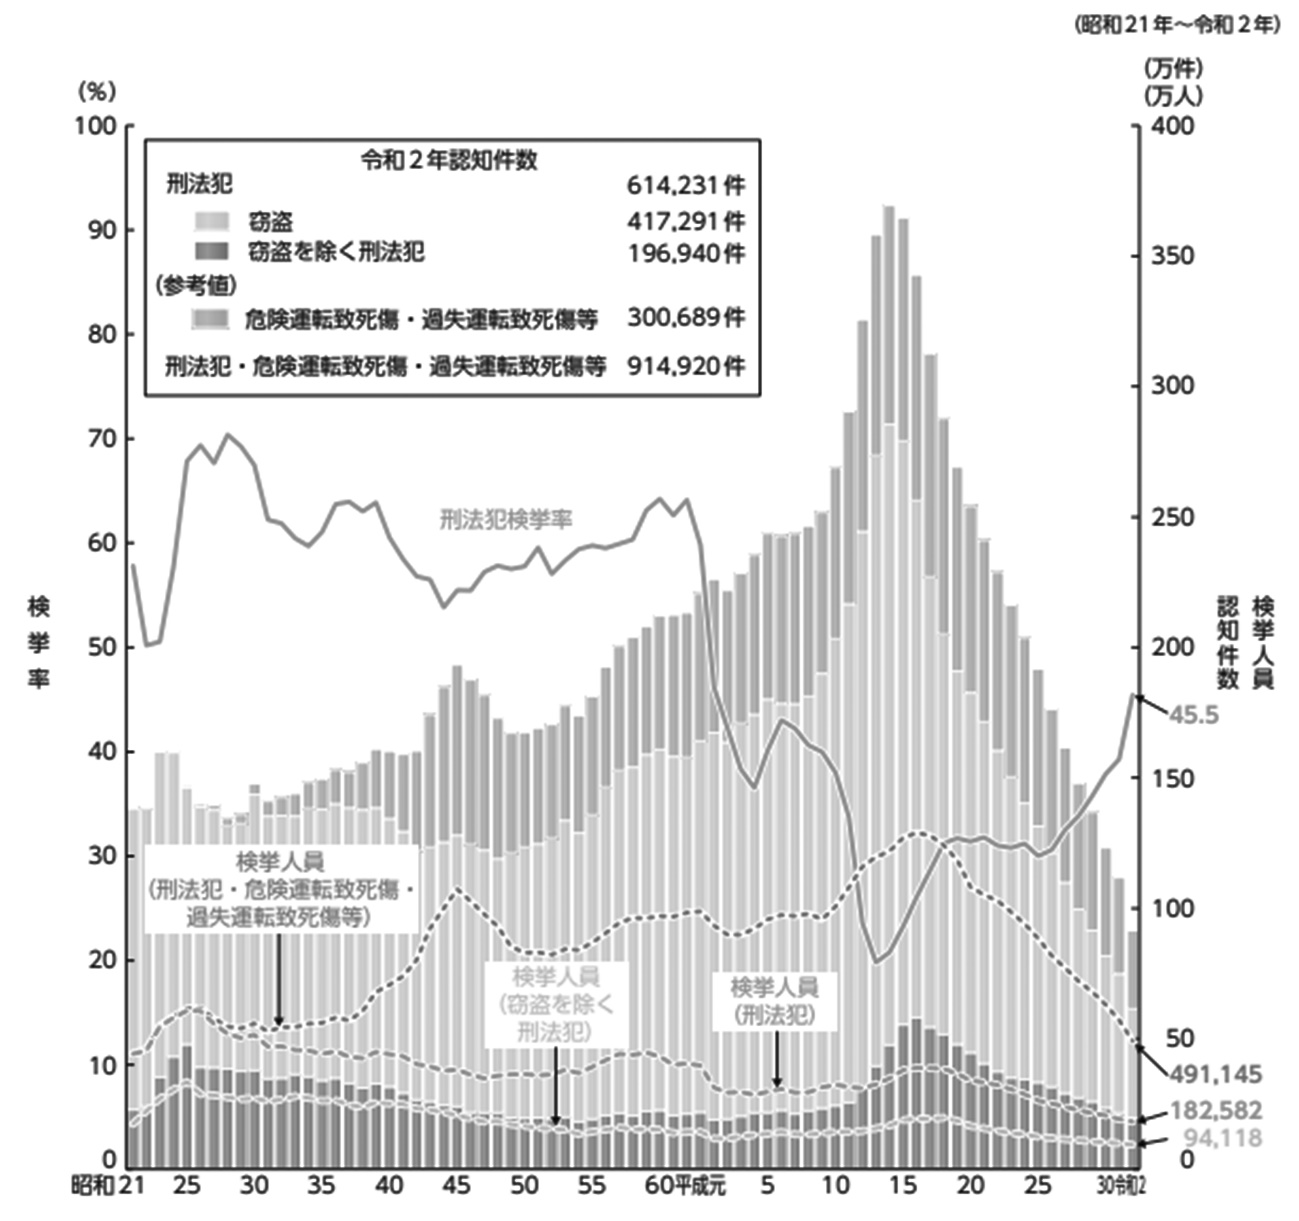 (昭和21年～令和2年)
(％)
(万件)
(万人)
100
90
80
70
60
50
40
30
20
10
0
検挙率
令和2年認知件数
刑法犯 614,231件
窃盗 417,291件
窃盗を除く刑法犯 196,940件
(参考値)
危険運転致死傷・過失運転致死傷等 300,689件
刑法犯・危険運転致死傷・過失運転致死傷等 914,920件
刑法犯検挙率
検挙人員
(刑法犯・危険運転致死傷・
過失運転致死傷等)
検挙人員
(窃盗を除く
刑法犯)
検挙人員
(刑法犯)
400
350
300
250
200
150
100
50
0
検挙人員
認知件数
45.5
491,145
182,582
94,118
昭和21 25 30 35 40 45 50 55 60 平成元 5 10 15 20 25 30 令和2